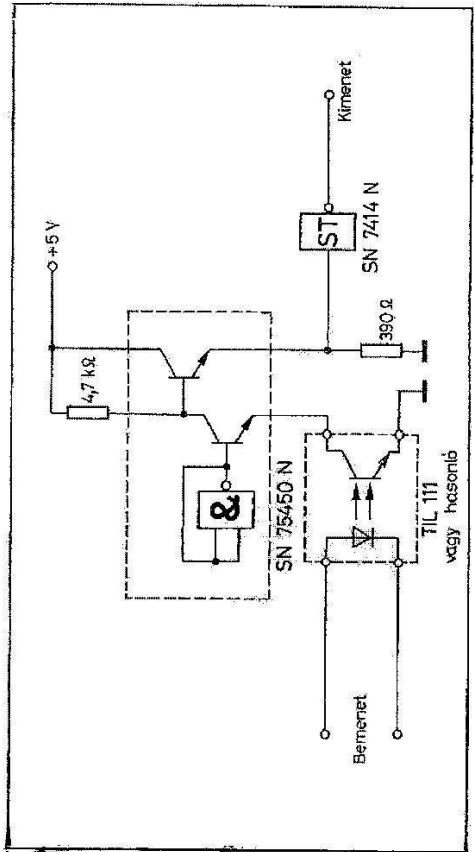 +5 V
4,7 kΩ
&
SN 75450 N
ST
SN 7414 N
Kimenet
390 Ω
TIL 111
vagy hasonló
Bemenet